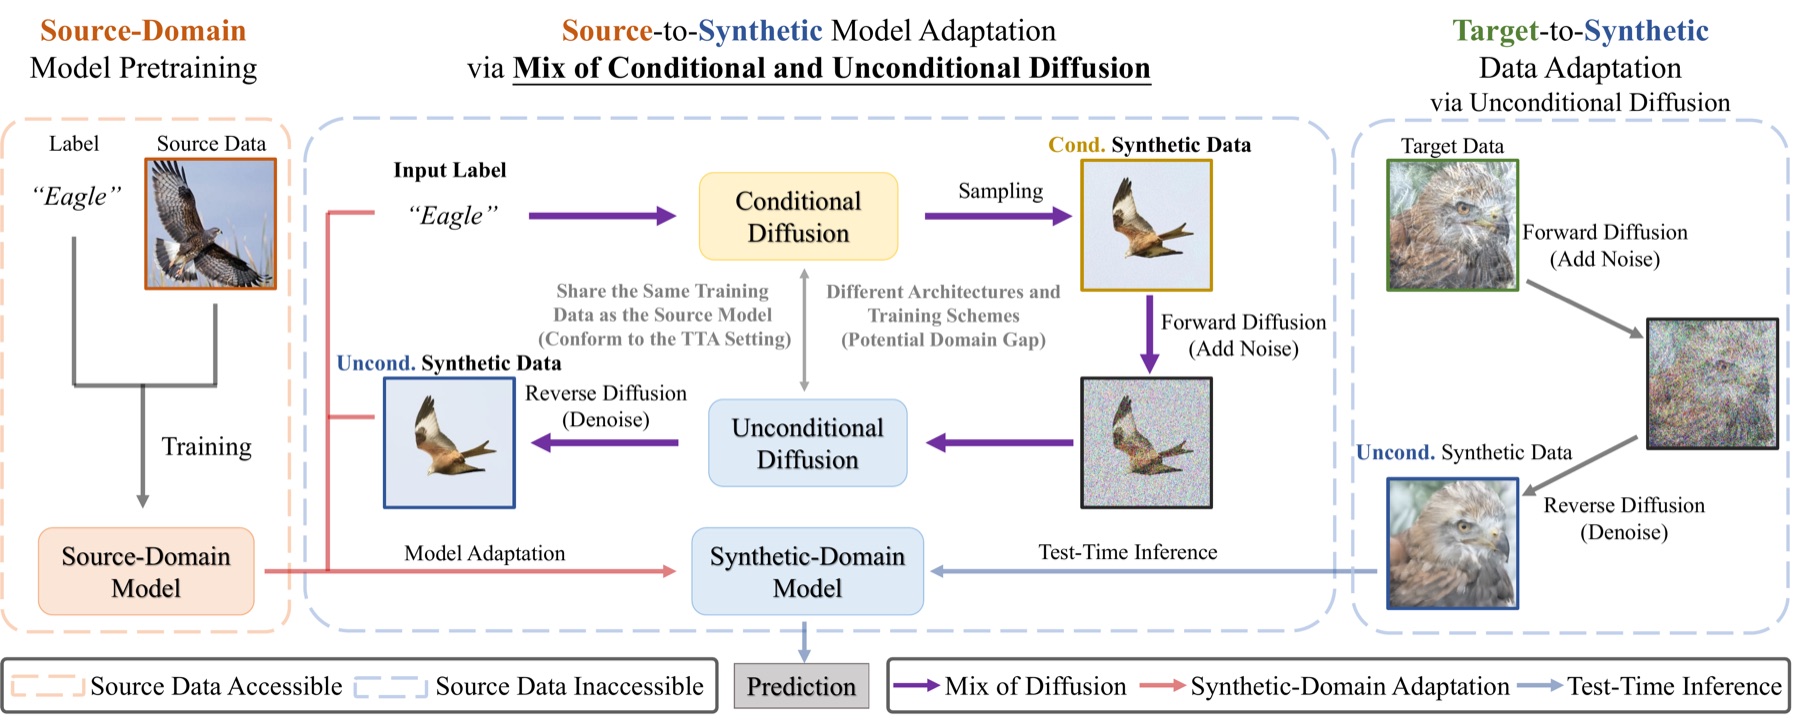 Source-Domain
Model Pretraining
Source-to-Synthetic Model Adaptation
via Mix of Conditional and Unconditional Diffusion
Target-to-Synthetic
Data Adaptation
via Unconditional Diffusion
Label
Source Data
“Eagle”
Training
Source-Domain
Model
Input Label
“Eagle”
Conditional
Diffusion
Sampling
Cond. Synthetic Data
Share the Same Training
Data as the Source Model
(Conform to the TTA Setting)
Different Architectures and
Training Schemes
(Potential Domain Gap)
Forward Diffusion
(Add Noise)
Uncond. Synthetic Data
Reverse Diffusion
(Denoise)
Unconditional
Diffusion
Model Adaptation
Synthetic-Domain
Model
Test-Time Inference
Target Data
Forward Diffusion
(Add Noise)
Uncond. Synthetic Data
Reverse Diffusion
(Denoise)
Source Data Accessible
Source Data Inaccessible
Prediction
Mix of Diffusion
Synthetic-Domain Adaptation
Test-Time Inference